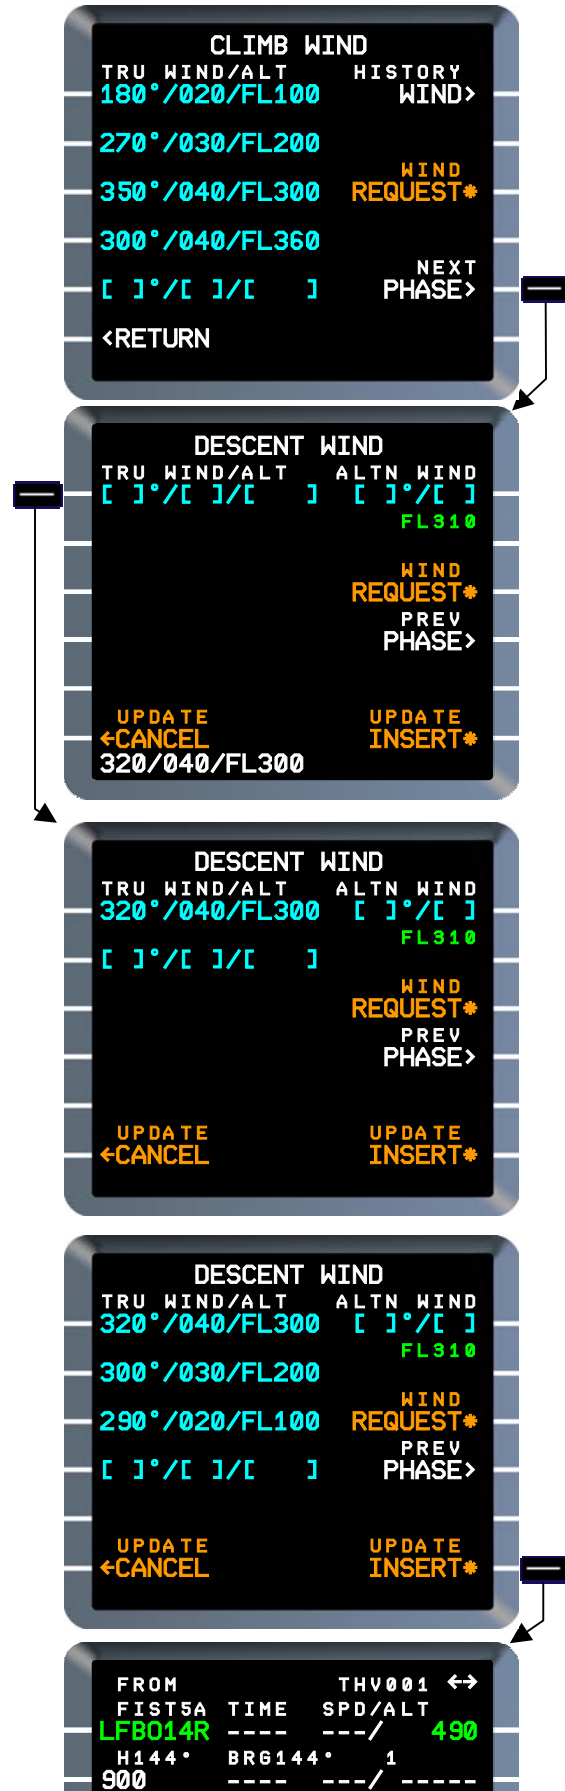 CLIMB WIND
TRU WIND/ALT HISTORY
180°/020/FL100 WIND>
270°/030/FL200
WIND
350°/040/FL300 REQUEST*
300°/040/FL360
NEXT
[ ]°/[ ]/[ ] PHASE>
<RETURN
DESCENT WIND
TRU WIND/ALT ALTN WIND
[ ]°/[ ]/[ ] [ ]°/[ ]
FL310
WIND
REQUEST*
PREV
PHASE>
UPDATE UPDATE
←CANCEL INSERT*
320/040/FL300
DESCENT WIND
TRU WIND/ALT ALTN WIND
320°/040/FL300 [ ]°/[ ]
FL310
[ ]°/[ ]/[ ]
WIND
REQUEST*
PREV
PHASE>
UPDATE UPDATE
←CANCEL INSERT*
DESCENT WIND
TRU WIND/ALT ALTN WIND
320°/040/FL300 [ ]°/[ ]
FL310
300°/030/FL200
WIND
290°/020/FL100 REQUEST*
PREV
[ ]°/[ ]/[ ] PHASE>
UPDATE UPDATE
←CANCEL INSERT*
FROM THV001 ↔
FIST5A TIME SPD/ALT
LFBO14R ---- ---/ 490
H144° BRG144° 1
900 ---- ---/ -----